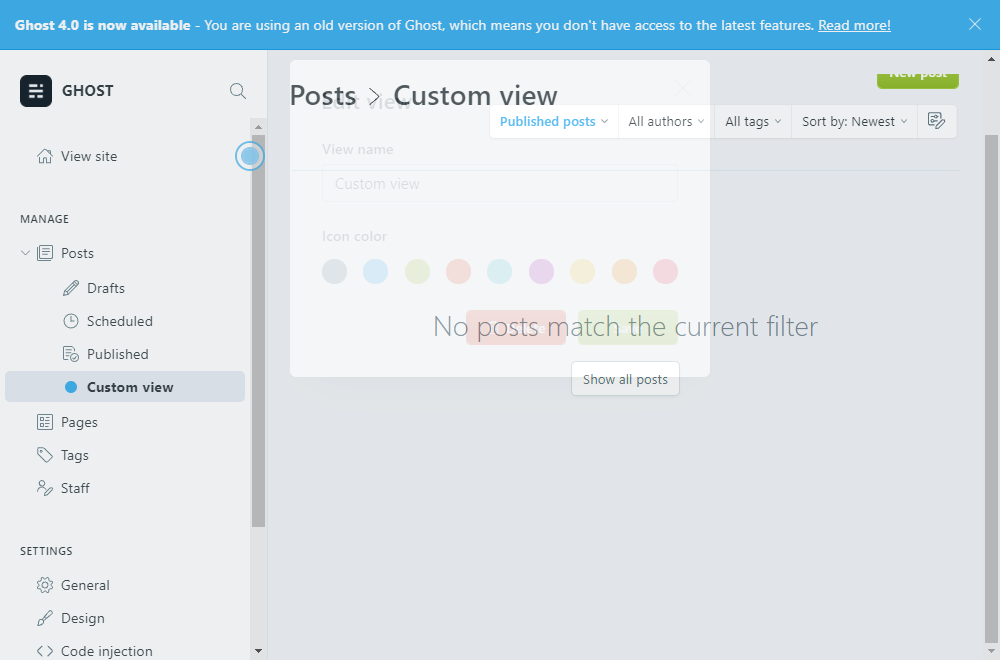 Ghost 4.0 is now available - You are using an old version of Ghost, which means you don't have access to the latest features. Read more!
GHOST
View site
MANAGE
Posts
Drafts
Scheduled
Published
Custom view
Pages
Tags
Staff
SETTINGS
General
Design
Code injection
New post
Posts > Custom view
Edit view
Published posts
All authors
All tags
Sort by: Newest
View name
Custom view
Icon color
No posts match the current filter
Show all posts